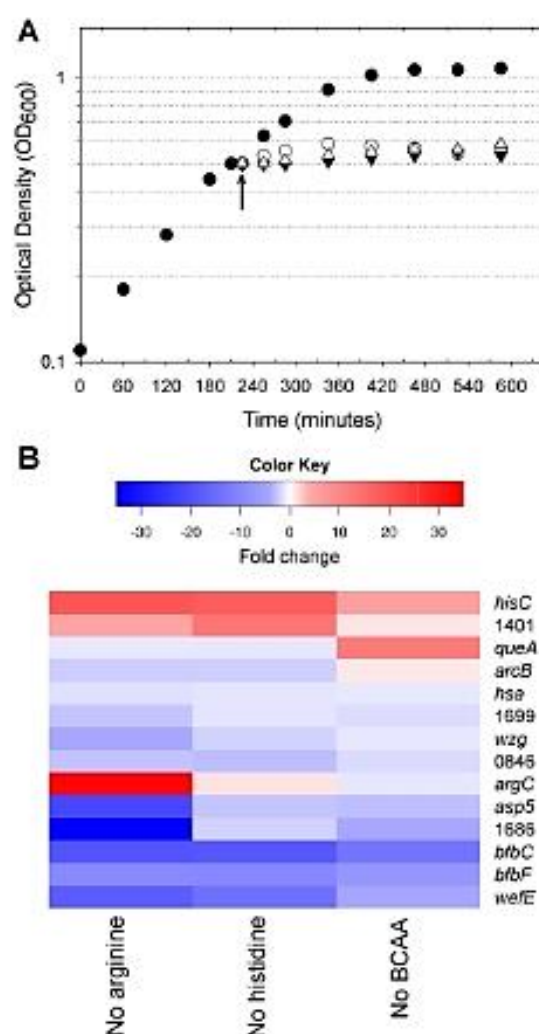 A
Optical Density (OD600)
1
0.1
0 60 120 180 240 300 360 420 480 540 600
Time (minutes)
B
Color Key
-30 -20 -10 0 10 20 30
Fold change
hisC
1401
queA
arcB
hsa
1699
wzg
0846
argC
asp5
1686
bfbC
bfbF
wefE
No arginine
No histidine
No BCAA